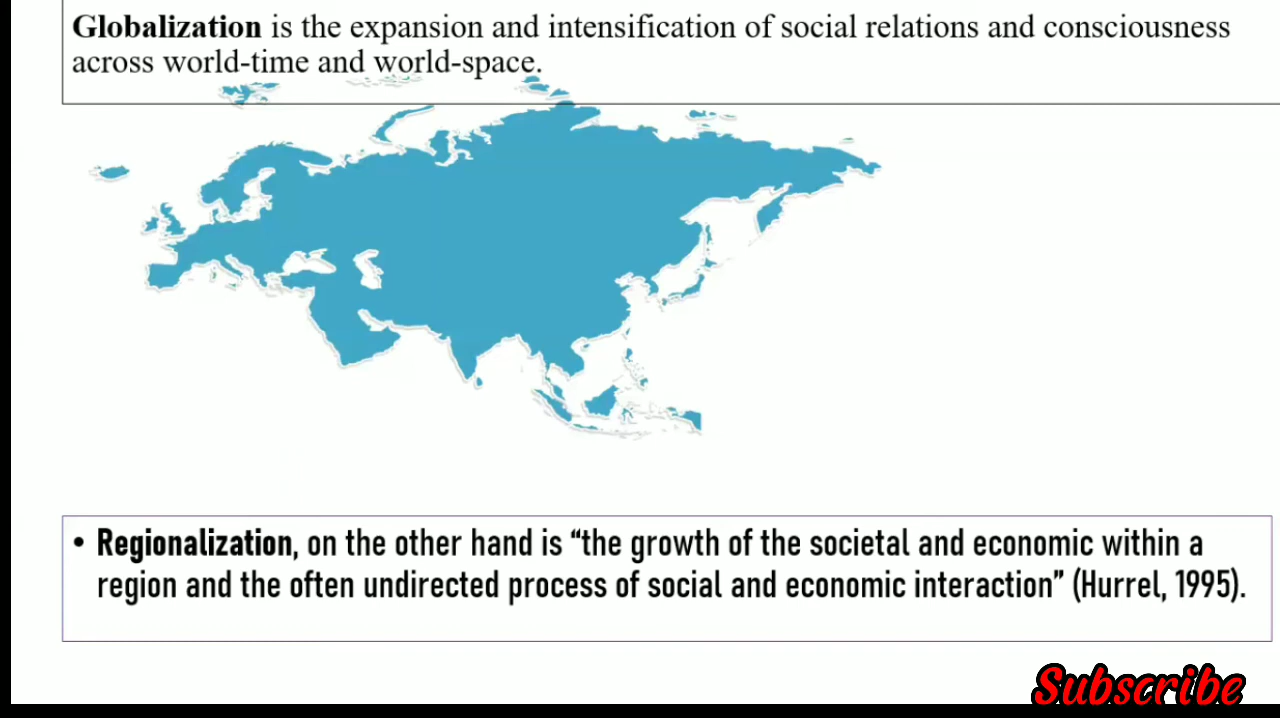 Globalization is the expansion and intensification of social relations and consciousness
across world-time and world-space.
• Regionalization, on the other hand is “the growth of the societal and economic within a
region and the often undirected process of social and economic interaction” (Hurrel, 1995).
Subscribe